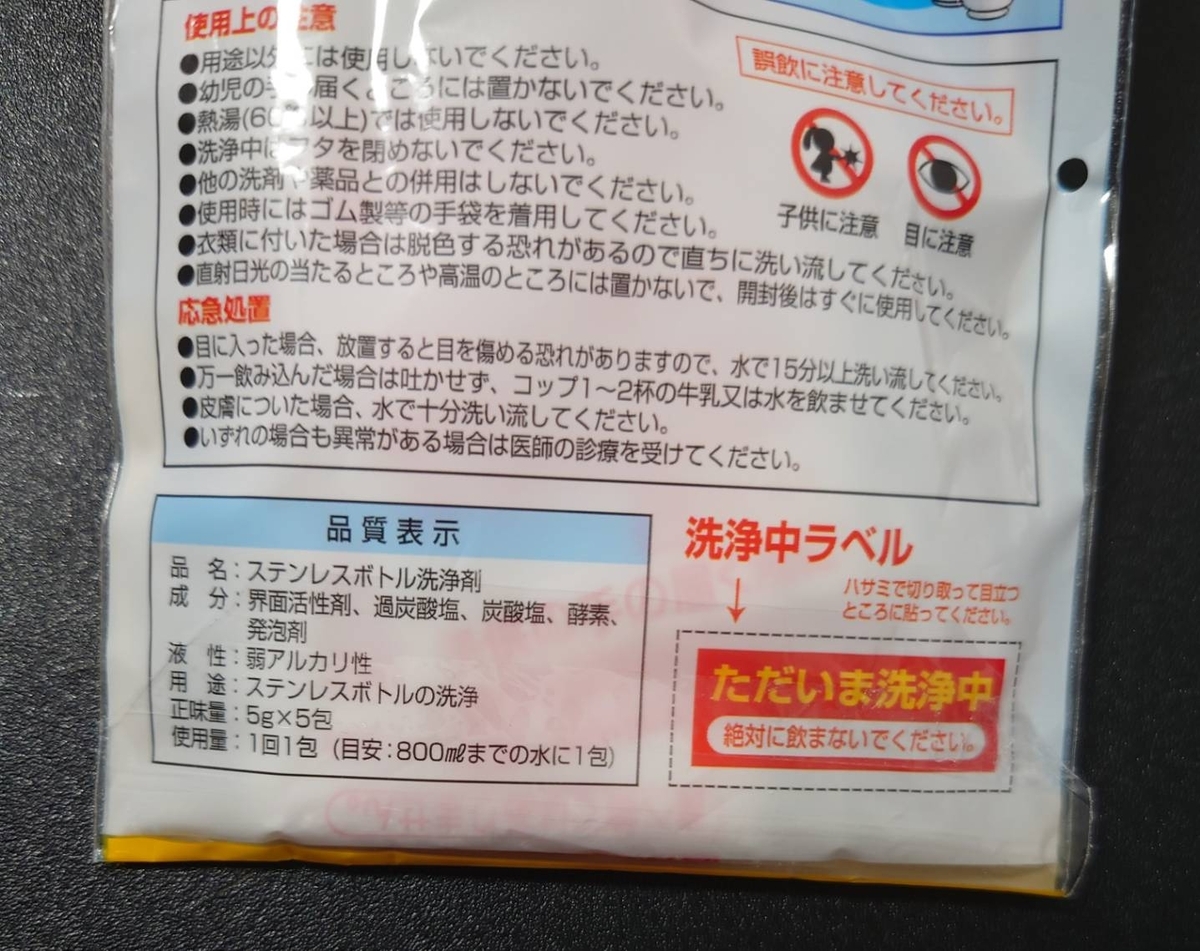 使用上の注意
●用途以外には使用しないでください。
●幼児の手の届くところには置かないでください。
●熱湯(60℃以上)では使用しないでください。
●洗浄中はフタを閉めないでください。
●他の洗剤や薬品との併用はしないでください。
●使用時にはゴム製等の手袋を着用してください。
●衣類に付いた場合は脱色する恐れがあるので直ちに洗い流してください。
●直射日光の当たるところや高温のところには置かないで、開封後はすぐに使用してください。
誤飲に注意してください。
子供に注意
目に注意
応急処置
●目に入った場合、放置すると目を傷める恐れがありますので、水で15分以上洗い流してください。
●万一飲み込んだ場合は吐かせず、コップ1～2杯の牛乳又は水を飲ませてください。
●皮膚についた場合、水で十分洗い流してください。
●いずれの場合も異常がある場合は医師の診療を受けてください。
品質表示
品 名：ステンレスボトル洗浄剤
成 分：界面活性剤、過炭酸塩、炭酸塩、酵素、
発泡剤
液 性：弱アルカリ性
用 途：ステンレスボトルの洗浄
正味量：5g×5包
使用量：1回1包 (目安：800㎖までの水に1包)
洗浄中ラベル
ハサミで切り取って目立つ
ところに貼ってください。
ただいま洗浄中
絶対に飲まないでください。